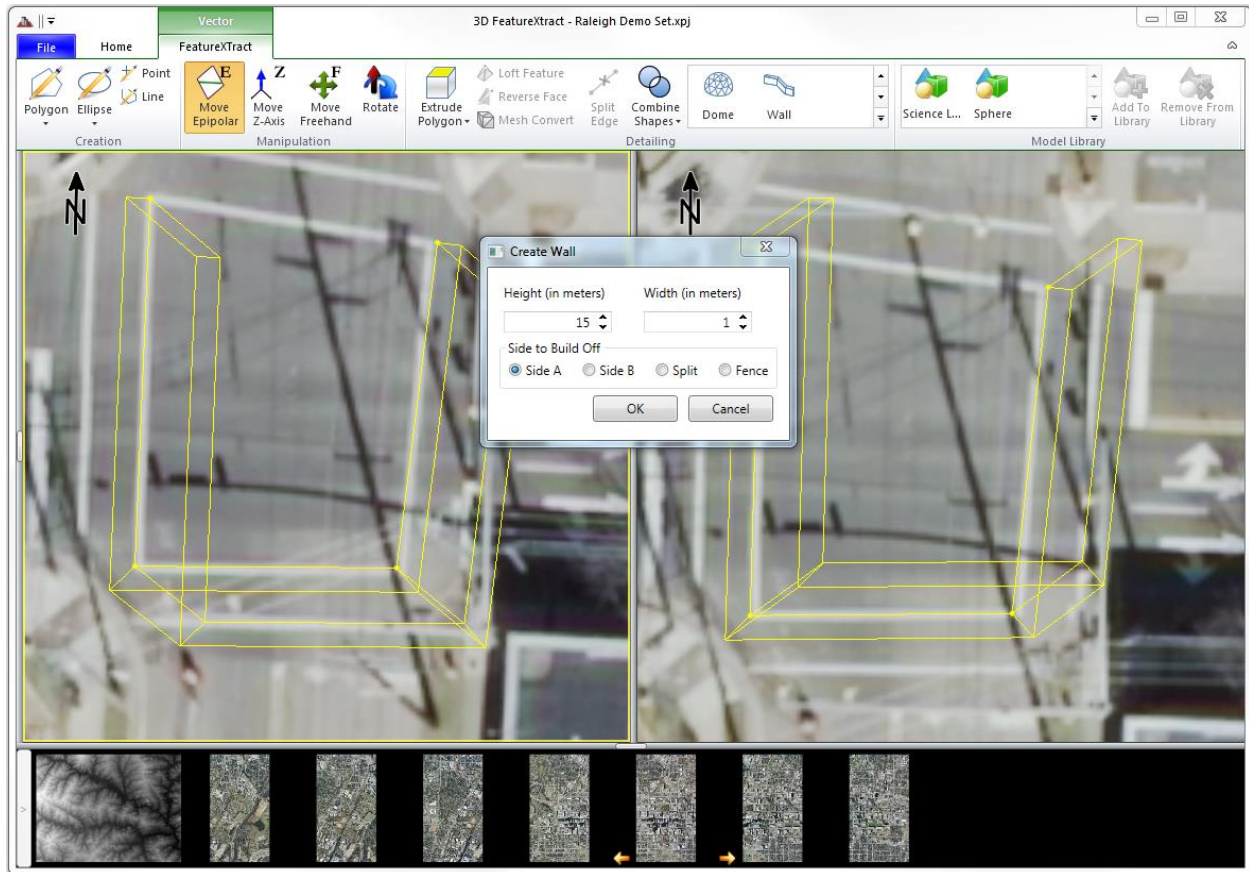 Vector
3D FeatureXtract - Raleigh Demo Set.xpj
File
Home
FeatureXTract
Polygon
Ellipse
Point
Line
Creation
E
Move Epipolar
Z
Move Z-Axis
F
Move Freehand
Rotate
Manipulation
Extrude Polygon
Loft Feature
Reverse Face
Mesh Convert
Split Edge
Combine Shapes
Dome
Wall
Detailing
Science L...
Sphere
Add To Library
Remove From Library
Model Library
N
N
Create Wall
Height (in meters)
Width (in meters)
15
1
Side to Build Off
Side A
Side B
Split
Fence
OK
Cancel